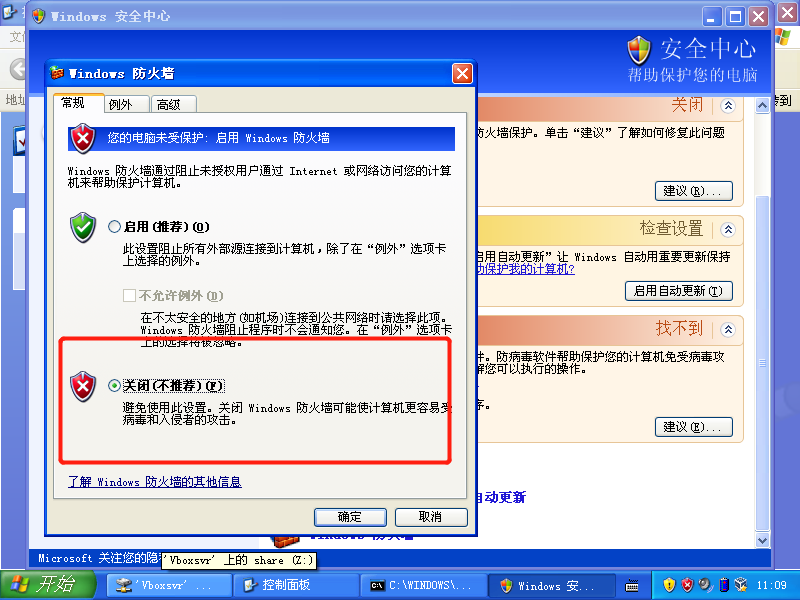 Windows 安全中心
文
安全中心
帮助保护您的电脑
地址
转到
Windows 防火墙
常规
例外
高级
您的电脑未受保护: 启用 Windows 防火墙
Windows 防火墙通过阻止未授权用户通过 Internet 或网络访问您的计算
机来帮助保护计算机。
启用(推荐)(O)
此设置阻止所有外部源连接到计算机，除了在“例外”选项卡
上选择的例外。
不允许例外(D)
在不太安全的地方(如机场)连接到公共网络时请选择此项。
Windows 防火墙阻止程序时不会通知您。在“例外”选项卡
上的选择将被忽略。
关闭(不推荐)(F)
避免使用此设置。关闭 Windows 防火墙可能使计算机更容易受
病毒和入侵者的攻击。
了解 Windows 防火墙的其他信息
确定
取消
关闭
防火墙保护。单击“建议”了解如何修复此问题
建议(R)...
检查设置
启用自动更新”让 Windows 自动用重要更新保持
保护我的计算机?
启用自动更新(T)
找不到
件。防病毒软件帮助保护您的计算机免受病毒攻
解您可以执行的操作。
序。
建议(E)...
自动更新
Windows 防火墙
Microsoft 关注您的隐
'Vboxsvr' 上的 share (Z:)
开始
'Vboxsvr' ...
控制面板
C:\WINDOWS\...
Windows 安...
11:09